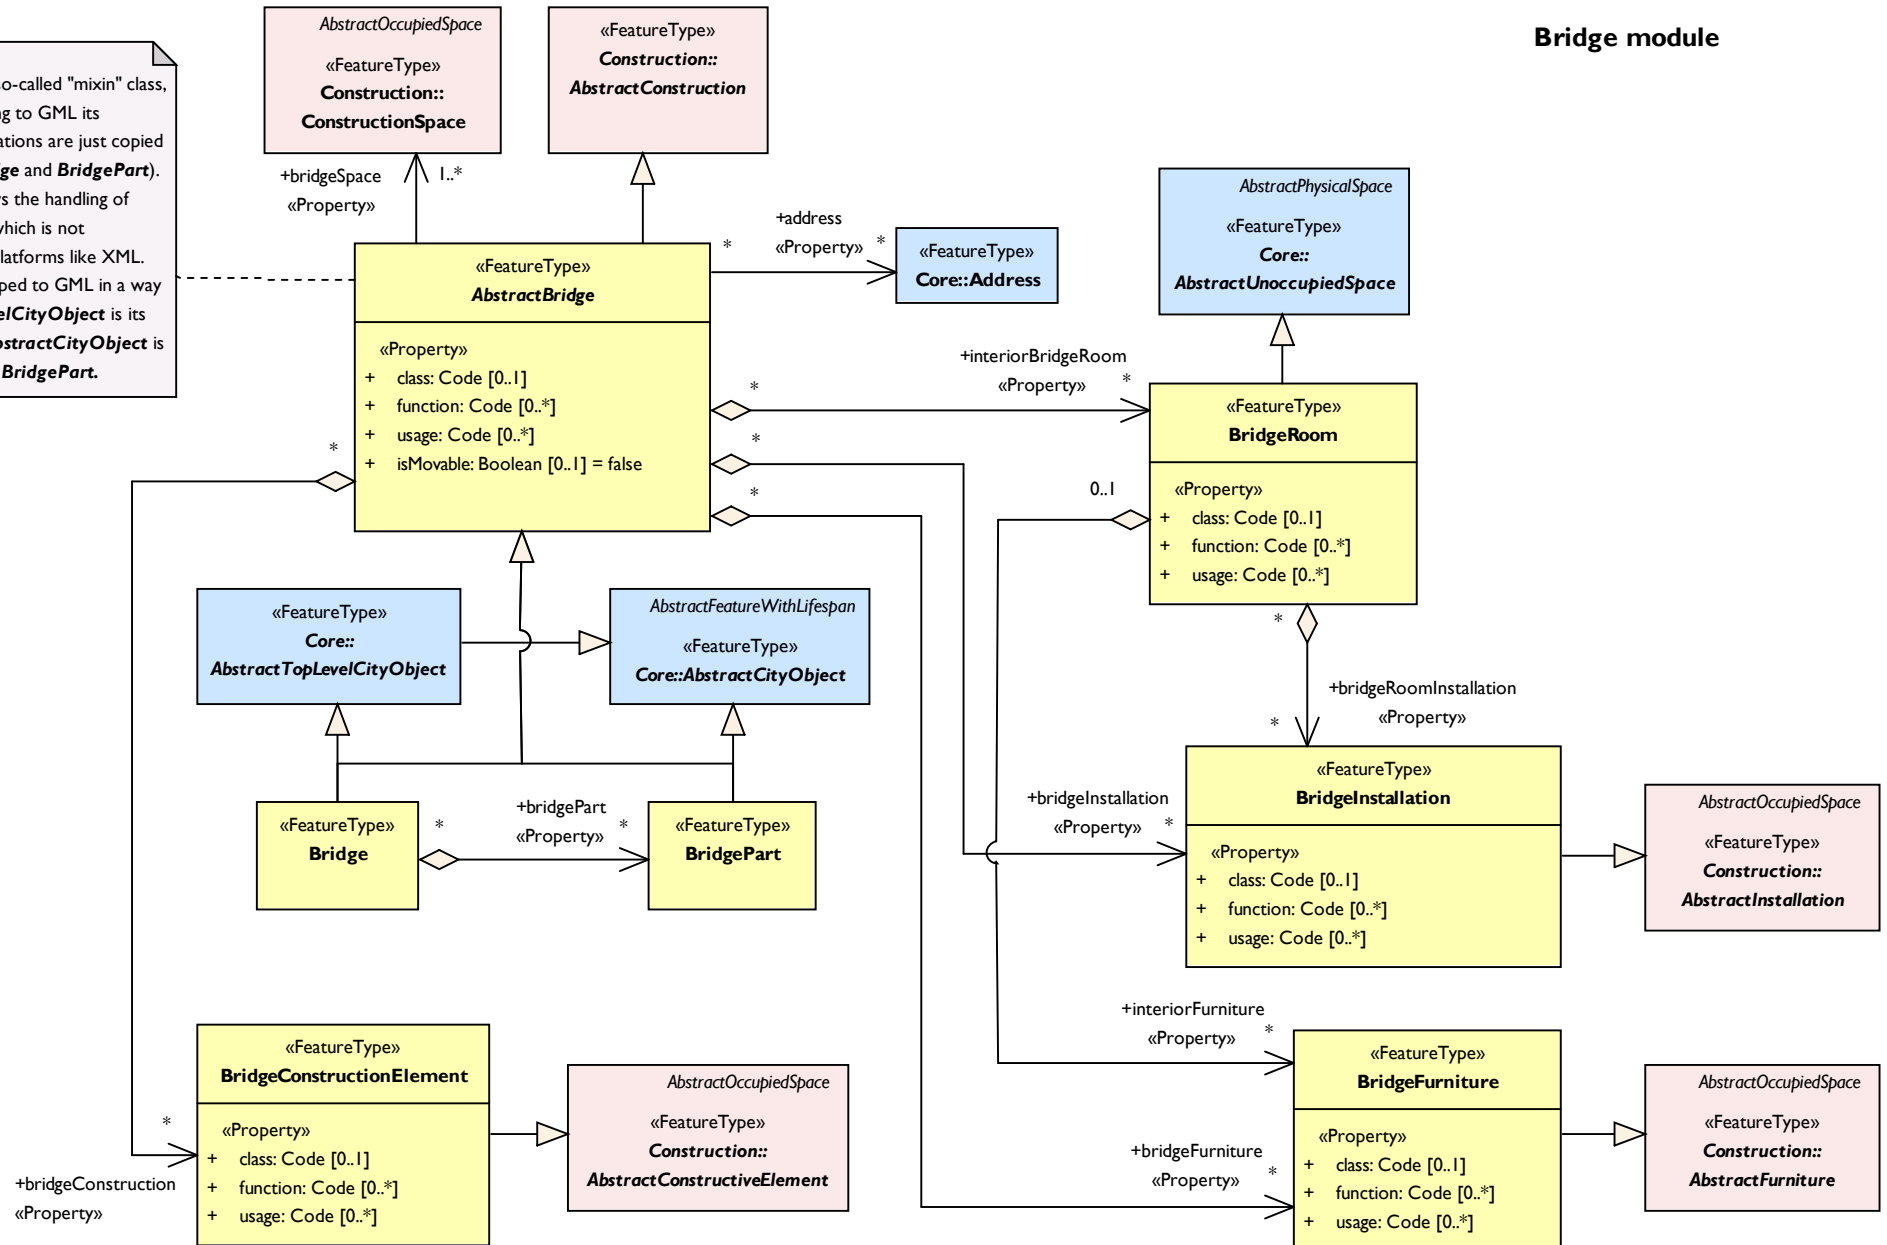 Bridge module
so-called "mixin" class,
to GML its
are just copied
and BridgePart).
the handling of
which is not
like XML.
to GML in a way
is its
is
BridgePart.
AbstractOccupiedSpace
«FeatureType»
Construction::
ConstructionSpace
«FeatureType»
Construction::
AbstractConstruction
+bridgeSpace
«Property»
1..*
+address
«Property»
*
*
«FeatureType»
Core::Address
AbstractPhysicalSpace
«FeatureType»
Core::
AbstractUnoccupiedSpace
«FeatureType»
AbstractBridge
«Property»
+ class: Code [0..1]
+ function: Code [0..*]
+ usage: Code [0..*]
+ isMovable: Boolean [0..1] = false
*
*
*
*
+interiorBridgeRoom
«Property»
*
«FeatureType»
BridgeRoom
«Property»
+ class: Code [0..1]
+ function: Code [0..*]
+ usage: Code [0..*]
0..1
*
+bridgeRoomInstallation
«Property»
*
«FeatureType»
Core::
AbstractTopLevelCityObject
AbstractFeatureWithLifespan
«FeatureType»
Core::AbstractCityObject
«FeatureType»
Bridge
*
+bridgePart
«Property»
*
«FeatureType»
BridgePart
+bridgeInstallation
«Property»
*
«FeatureType»
BridgeInstallation
«Property»
+ class: Code [0..1]
+ function: Code [0..*]
+ usage: Code [0..*]
AbstractOccupiedSpace
«FeatureType»
Construction::
AbstractInstallation
*
+bridgeConstruction
«Property»
«FeatureType»
BridgeConstructionElement
«Property»
+ class: Code [0..1]
+ function: Code [0..*]
+ usage: Code [0..*]
AbstractOccupiedSpace
«FeatureType»
Construction::
AbstractConstructiveElement
+interiorFurniture
«Property»
*
+bridgeFurniture
«Property»
*
«FeatureType»
BridgeFurniture
«Property»
+ class: Code [0..1]
+ function: Code [0..*]
+ usage: Code [0..*]
AbstractOccupiedSpace
«FeatureType»
Construction::
AbstractFurniture